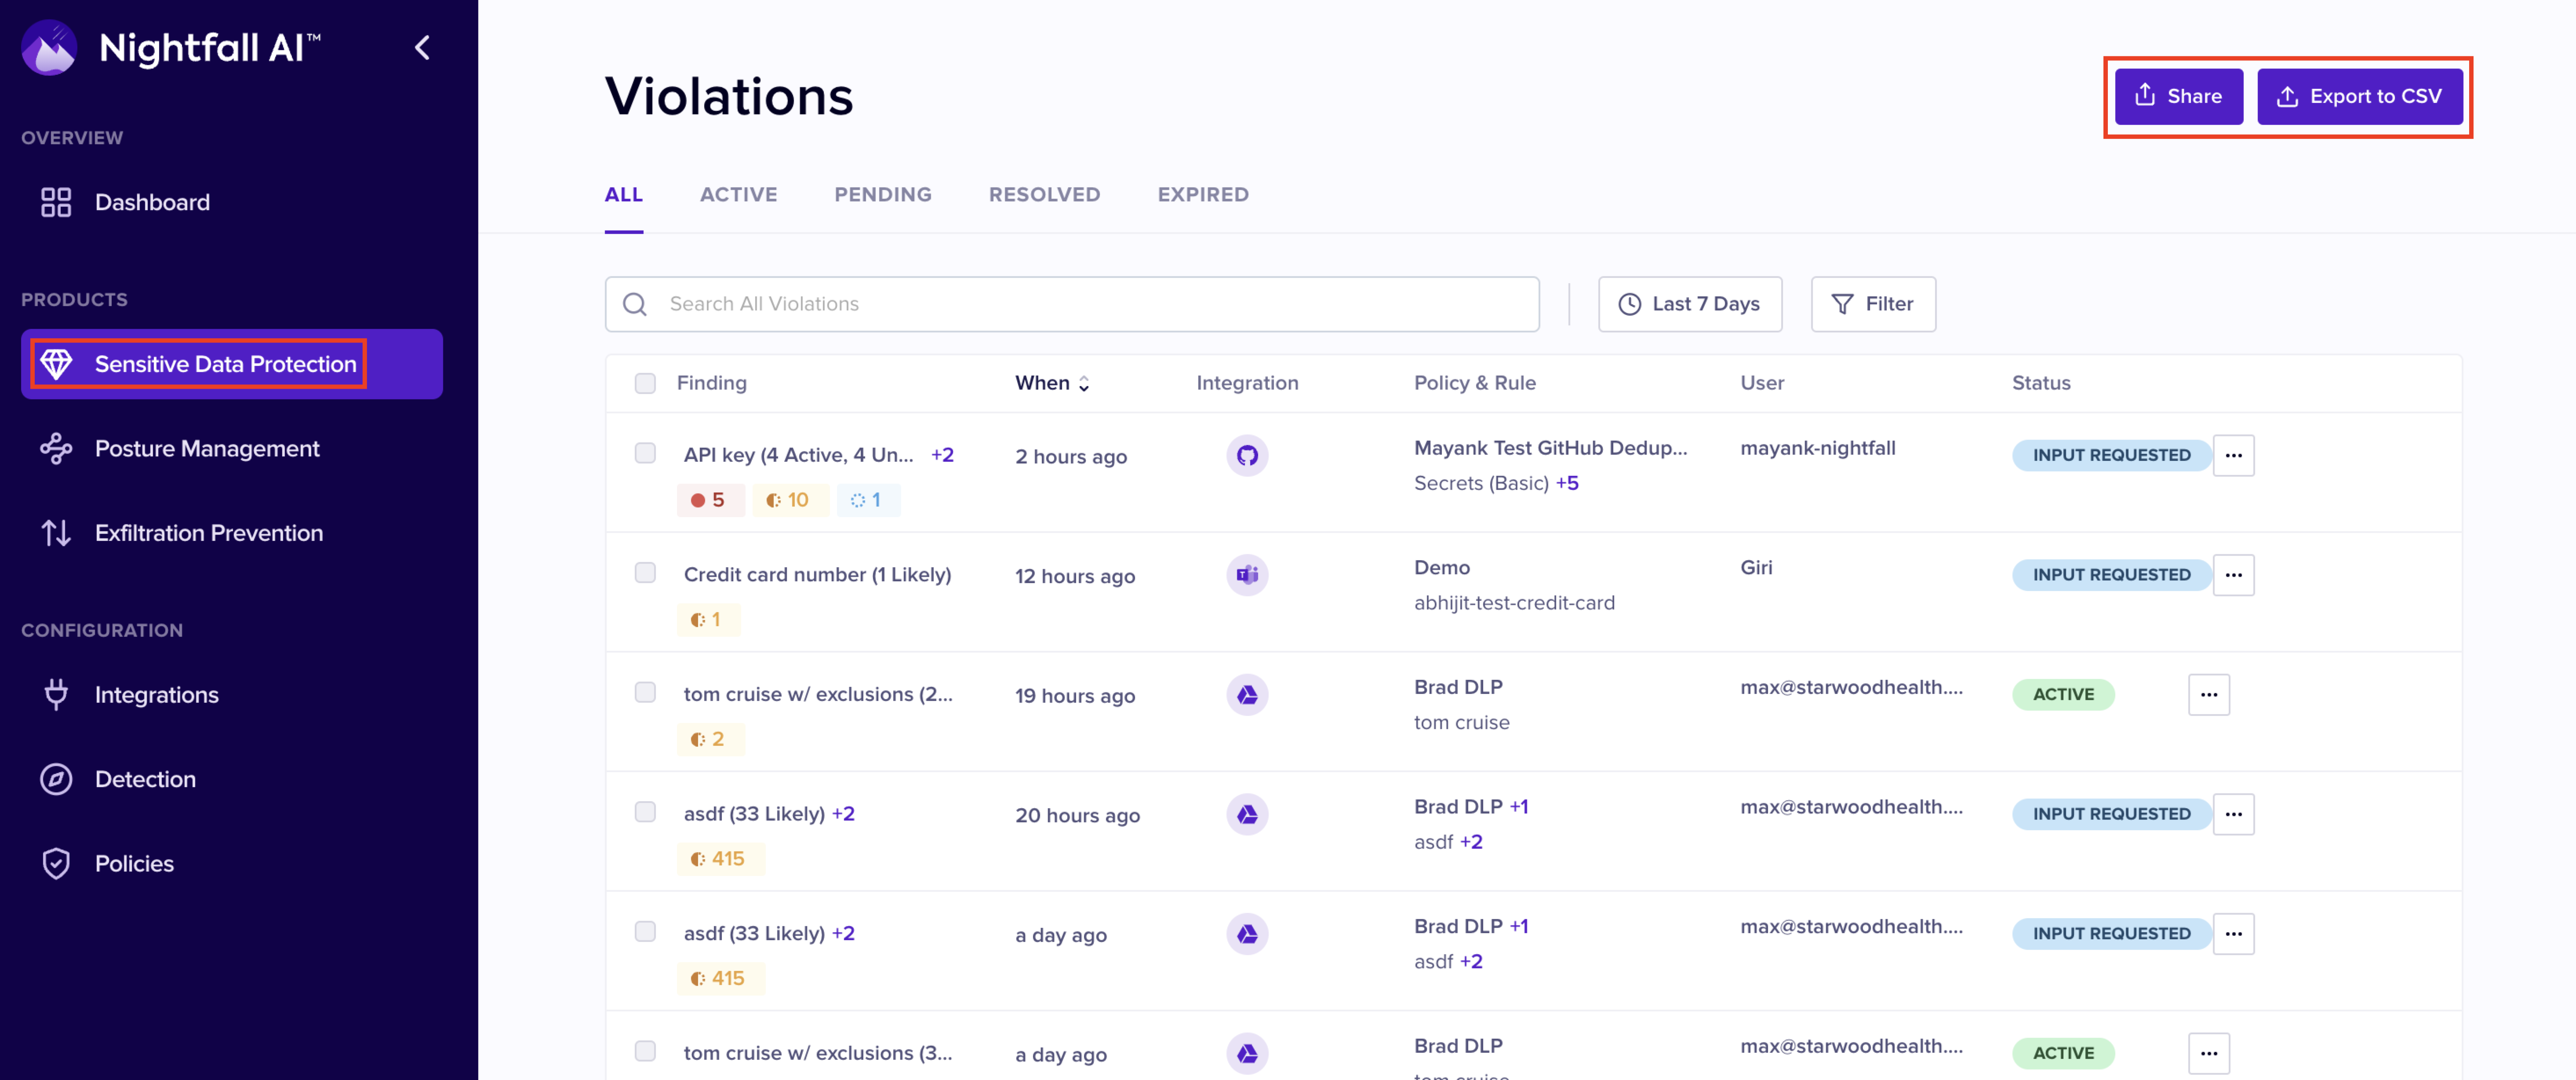 Nightfall AI™
OVERVIEW
Dashboard
PRODUCTS
Sensitive Data Protection
Posture Management
Exfiltration Prevention
CONFIGURATION
Integrations
Detection
Policies
Violations
Share
Export to CSV
ALL ACTIVE PENDING RESOLVED EXPIRED
Search All Violations
Last 7 Days
Filter
Finding When Integration Policy & Rule User Status
API key (4 Active, 4 Un... +2 2 hours ago Mayank Test GitHub Dedup... mayank-nightfall INPUT REQUESTED ...
Secrets (Basic) +5
5 10 1
Credit card number (1 Likely) 12 hours ago Demo Giri INPUT REQUESTED ...
abhijit-test-credit-card
1
tom cruise w/ exclusions (2... 19 hours ago Brad DLP max@starwoodhealth.... ACTIVE ...
tom cruise
2
asdf (33 Likely) +2 20 hours ago Brad DLP +1 max@starwoodhealth.... INPUT REQUESTED ...
asdf +2
415
asdf (33 Likely) +2 a day ago Brad DLP +1 max@starwoodhealth.... INPUT REQUESTED ...
asdf +2
415
tom cruise w/ exclusions (3... a day ago Brad DLP max@starwoodhealth.... ACTIVE ...